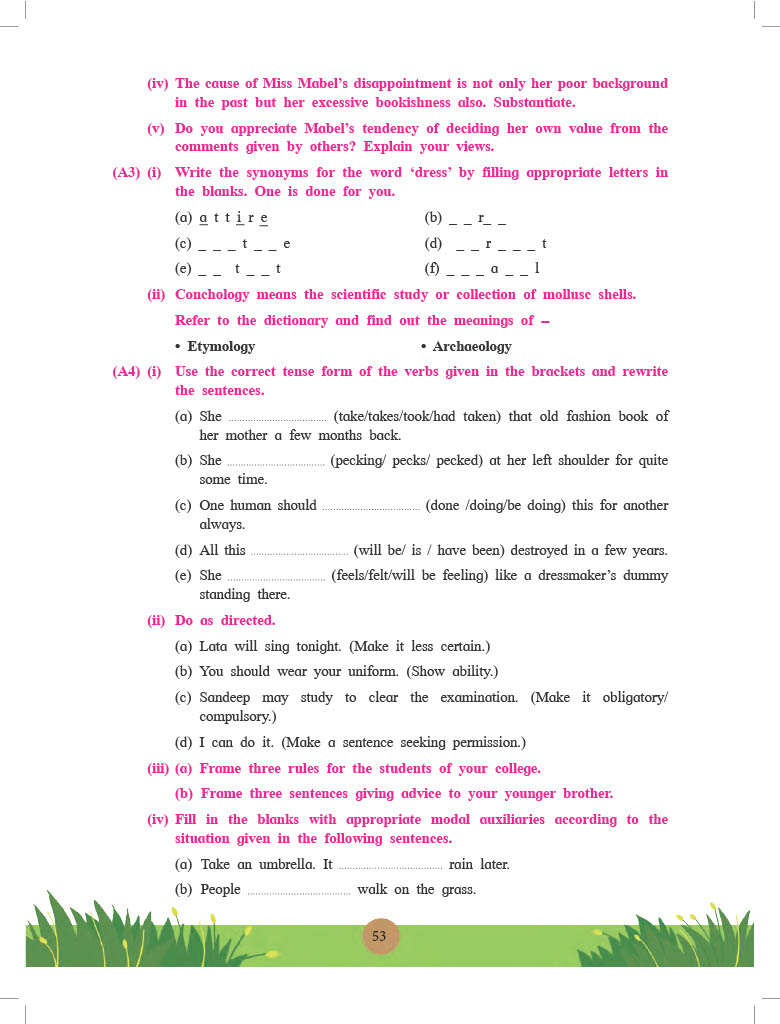 (iv) The cause of Miss Mabel's disappointment is not only her poor background
in the past but her excessive bookishness also. Substantiate.
(v) Do you appreciate Mabel's tendency of deciding her own value from the
comments given by others? Explain your views.
(A3) (i) Write the synonyms for the word ‘dress’ by filling appropriate letters in
the blanks. One is done for you.
(a) a t t i r e (b) _ _ r_ _
(c) _ _ _ t _ _ e (d) _ _ r _ _ _ t
(e) _ _ t _ _ t (f) _ _ _ a _ _ l
(ii) Conchology means the scientific study or collection of mollusc shells.
Refer to the dictionary and find out the meanings of –
• Etymology • Archaeology
(A4) (i) Use the correct tense form of the verbs given in the brackets and rewrite
the sentences.
(a) She .................................. (take/takes/took/had taken) that old fashion book of
her mother a few months back.
(b) She .................................. (pecking/ pecks/ pecked) at her left shoulder for quite
some time.
(c) One human should .................................. (done /doing/be doing) this for another
always.
(d) All this .................................. (will be/ is / have been) destroyed in a few years.
(e) She .................................. (feels/felt/will be feeling) like a dressmaker's dummy
standing there.
(ii) Do as directed.
(a) Lata will sing tonight. (Make it less certain.)
(b) You should wear your uniform. (Show ability.)
(c) Sandeep may study to clear the examination. (Make it obligatory/
compulsory.)
(d) I can do it. (Make a sentence seeking permission.)
(iii) (a) Frame three rules for the students of your college.
(b) Frame three sentences giving advice to your younger brother.
(iv) Fill in the blanks with appropriate modal auxiliaries according to the
situation given in the following sentences.
(a) Take an umbrella. It .................................... rain later.
(b) People .................................... walk on the grass.
53